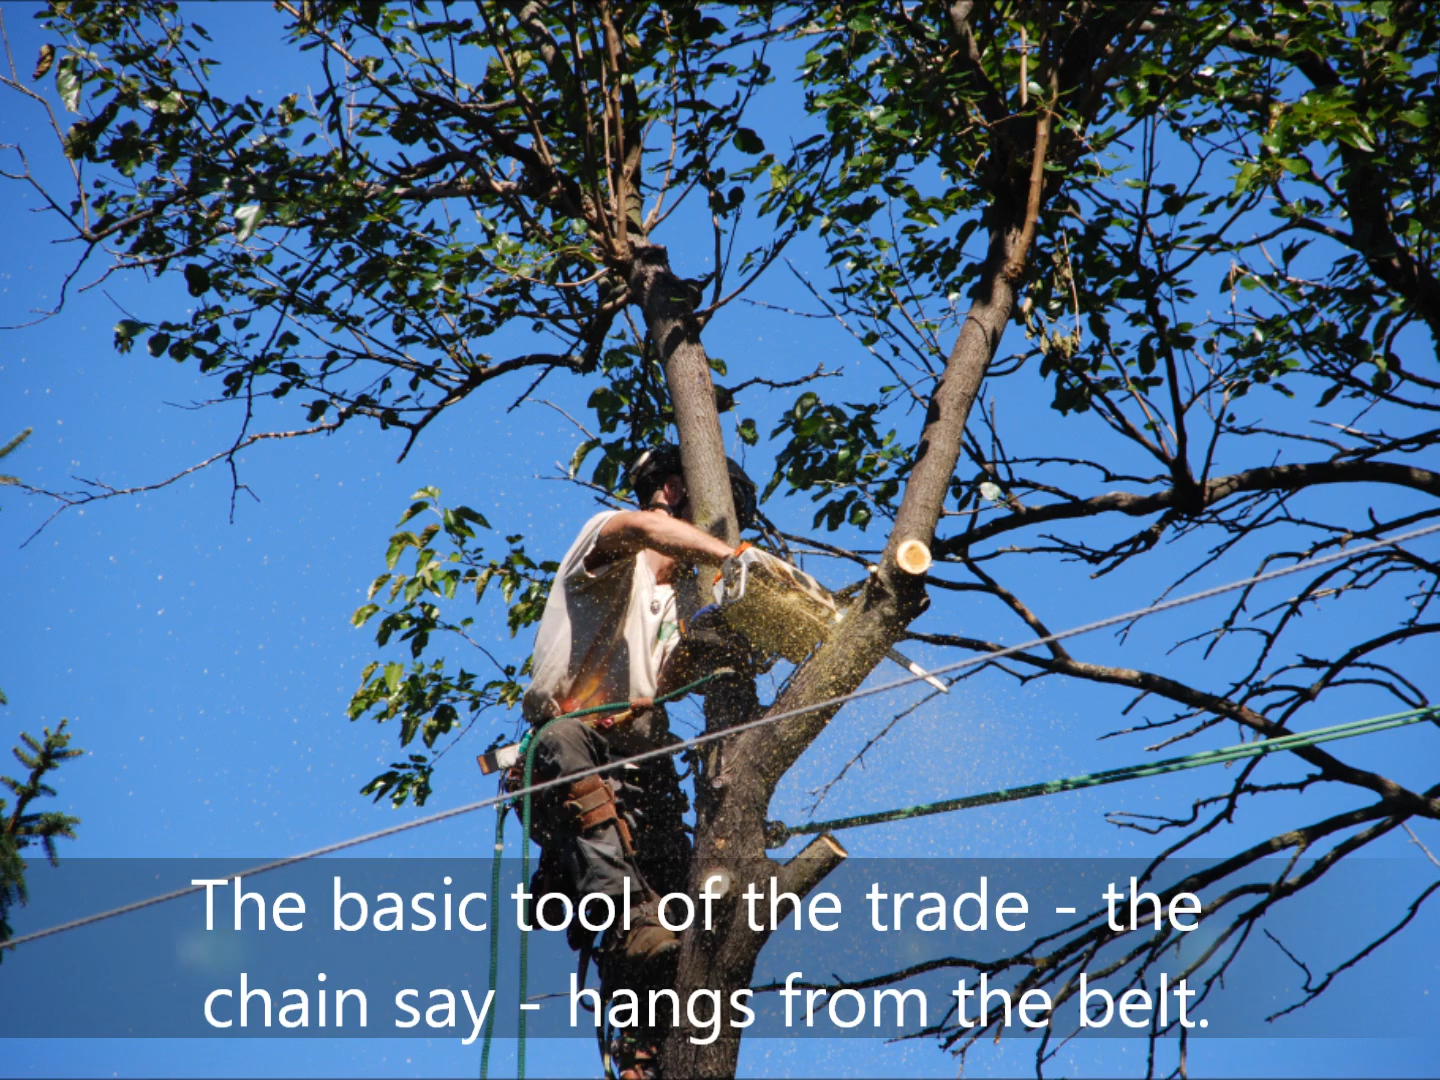 The basic tool of the trade - the
chain say - hangs from the belt.